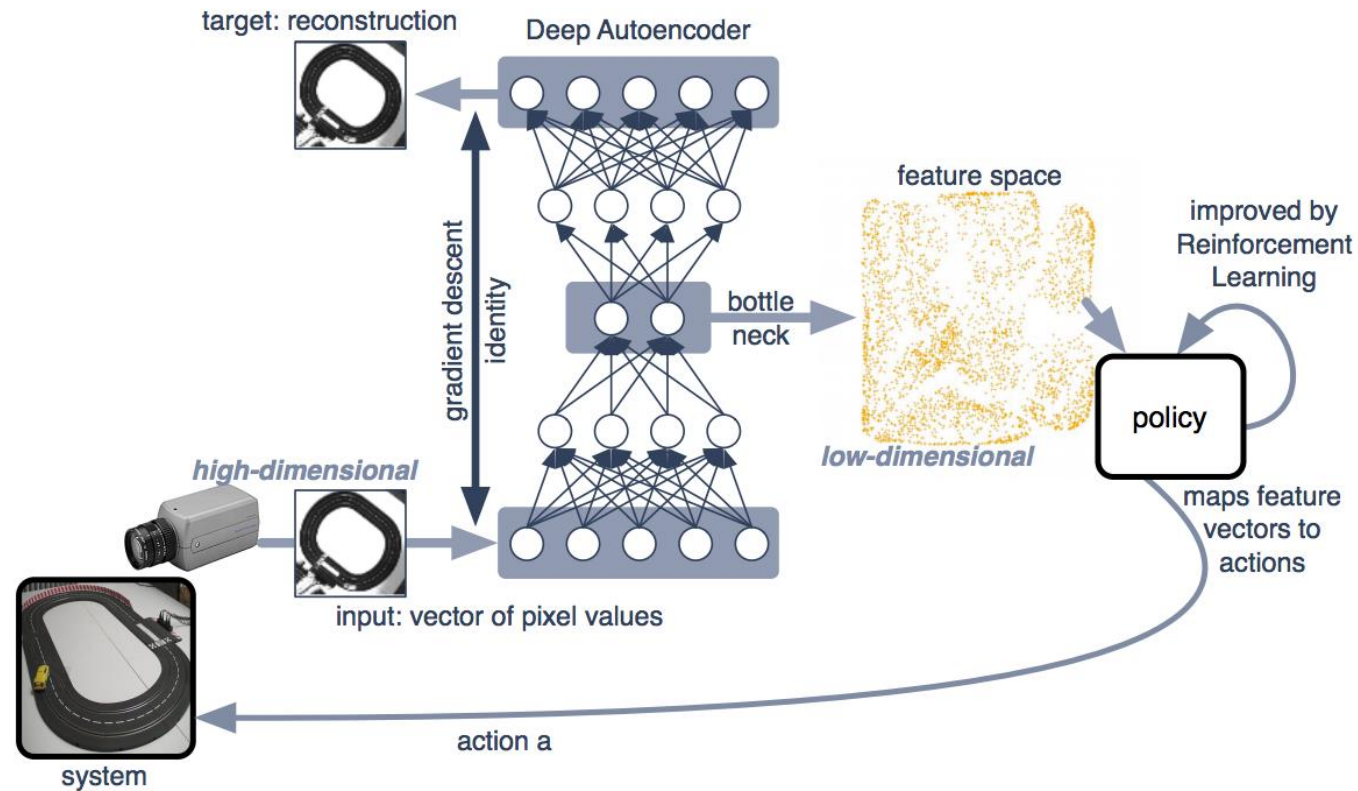 target: reconstruction
Deep Autoencoder
feature space
improved by
Reinforcement
Learning
gradient descent
identity
bottle
neck
policy
high-dimensional
low-dimensional
maps feature
vectors to
actions
input: vector of pixel values
action a
system